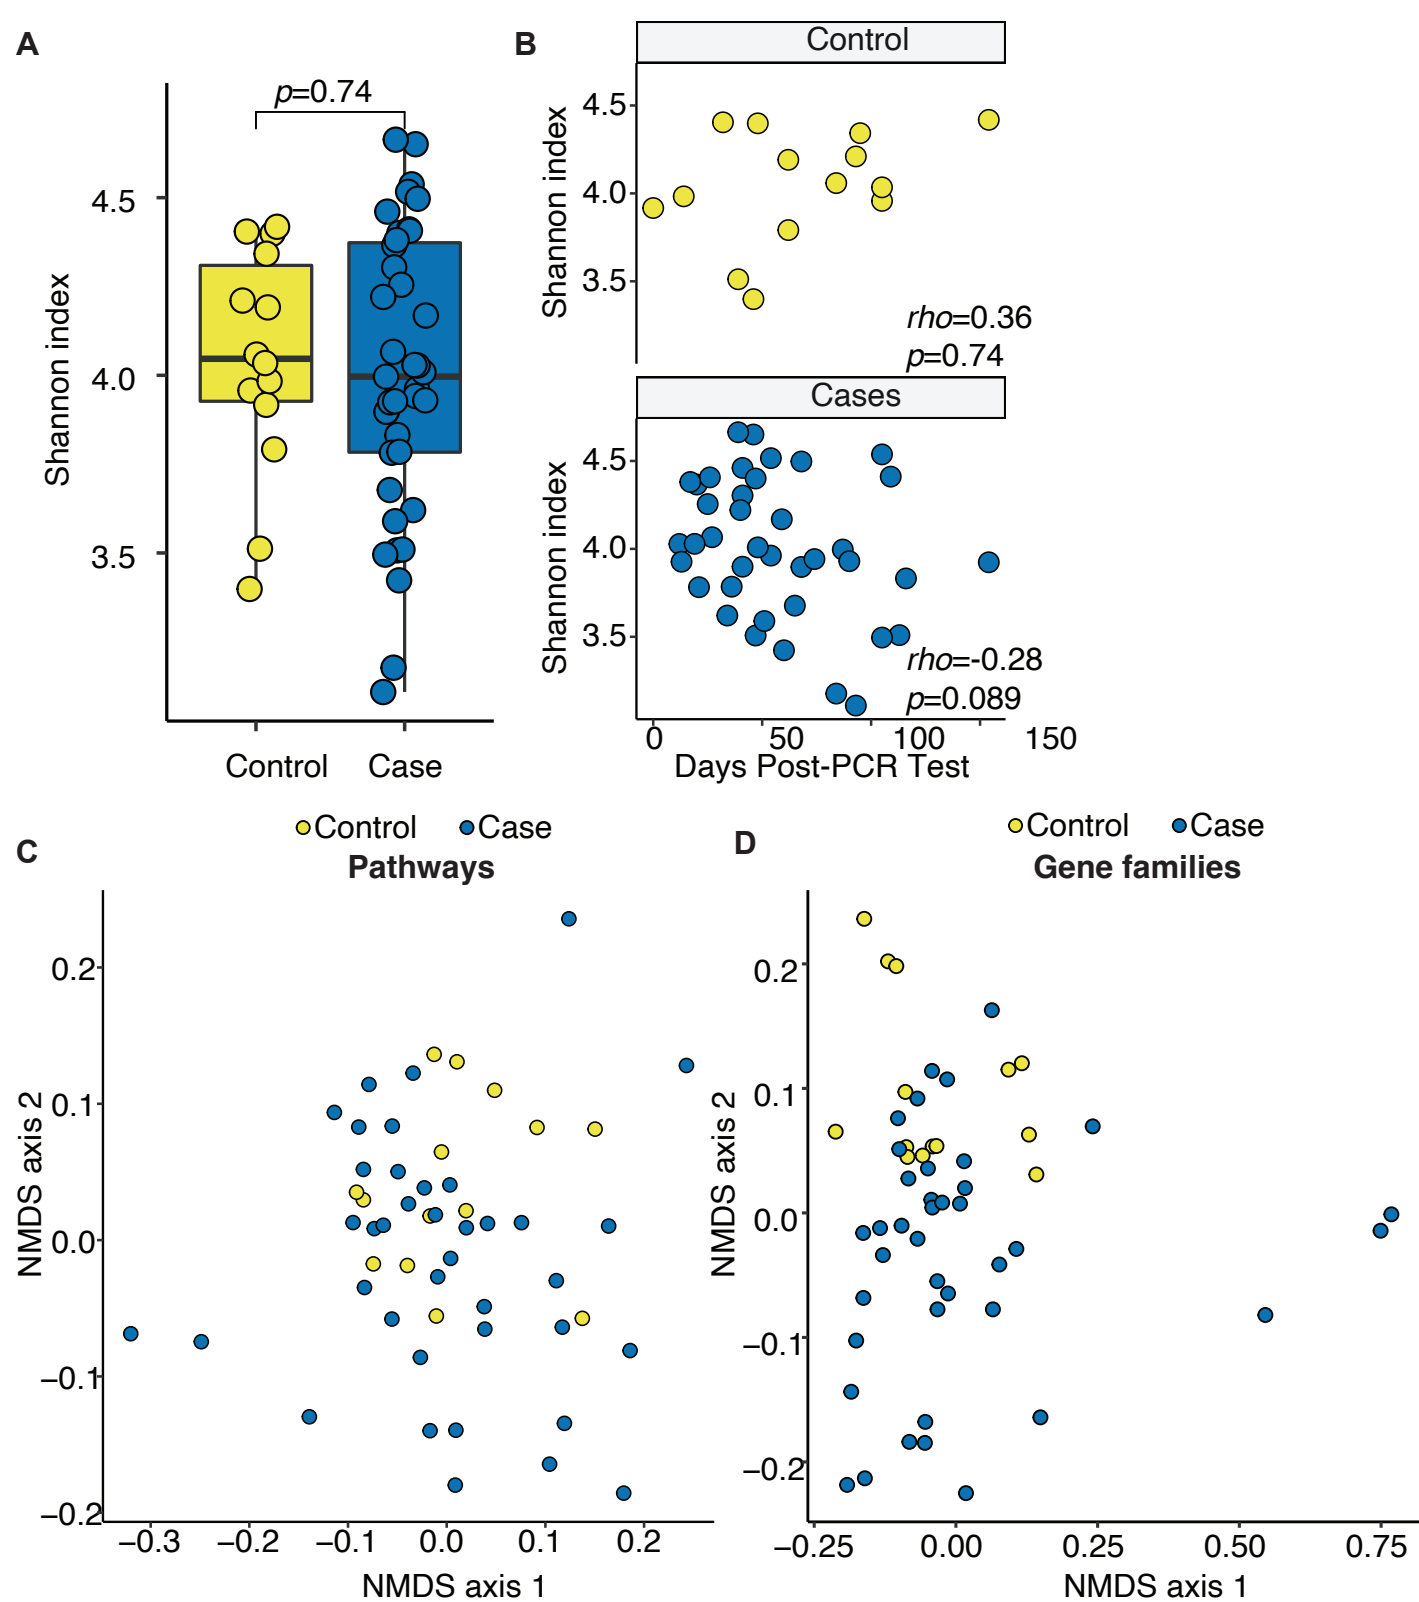 A
p=0.74
Shannon index
4.5
4.0
3.5
Control Case
B
Control
Shannon index
4.5
4.0
3.5
rho=0.36
p=0.74
Cases
Shannon index
4.5
4.0
3.5
rho=-0.28
p=0.089
0 50 100 150
Days Post-PCR Test
C
Control Case
Pathways
NMDS axis 2
0.2
0.1
0.0
−0.1
−0.2
−0.3 −0.2 −0.1 0.0 0.1 0.2
NMDS axis 1
D
Control Case
Gene families
NMDS axis 2
0.2
0.1
0.0
−0.1
−0.2
−0.25 0.00 0.25 0.50 0.75
NMDS axis 1